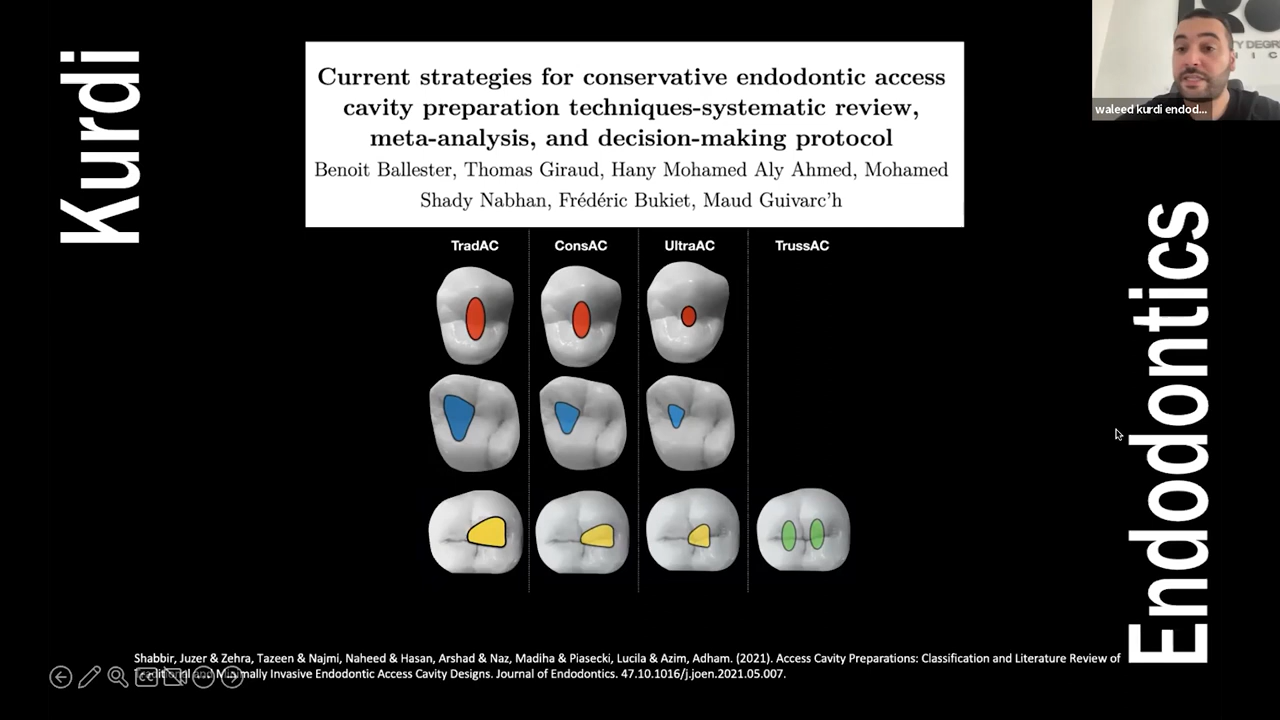 Kurdi
Current strategies for conservative endodontic access
cavity preparation techniques-systematic review,
meta-analysis, and decision-making protocol
Benoit Ballester, Thomas Giraud, Hany Mohamed Aly Ahmed, Mohamed
Shady Nabhan, Frédéric Bukiet, Maud Guivarc'h
waleed kurdi endod...
TradAC ConsAC UltraAC TrussAC
Endodontics
Shabbir, Juzer & Zehra, Tazeen & Najmi, Naheed & Hasan, Arshad & Naz, Madiha & Piasecki, Lucila & Azim, Adham. (2021). Access Cavity Preparations: Classification and Literature Review of
Traditional and Minimally Invasive Endodontic Access Cavity Designs. Journal of Endodontics. 47.10.1016/j.joen.2021.05.007.